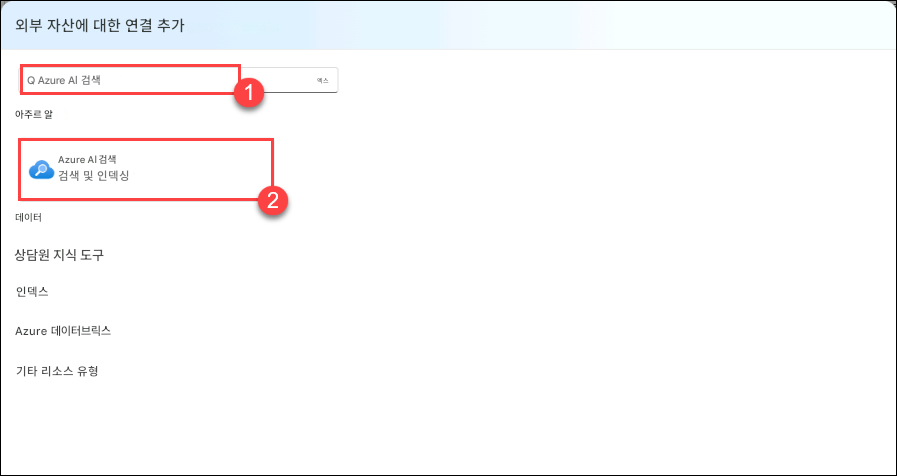 외부 자산에 대한 연결 추가
Q Azure AI 검색
엑스
1
아주르 알
Azure AI 검색
검색 및 인덱싱
2
데이터
상담원 지식 도구
인덱스
Azure 데이터브릭스
기타 리소스 유형